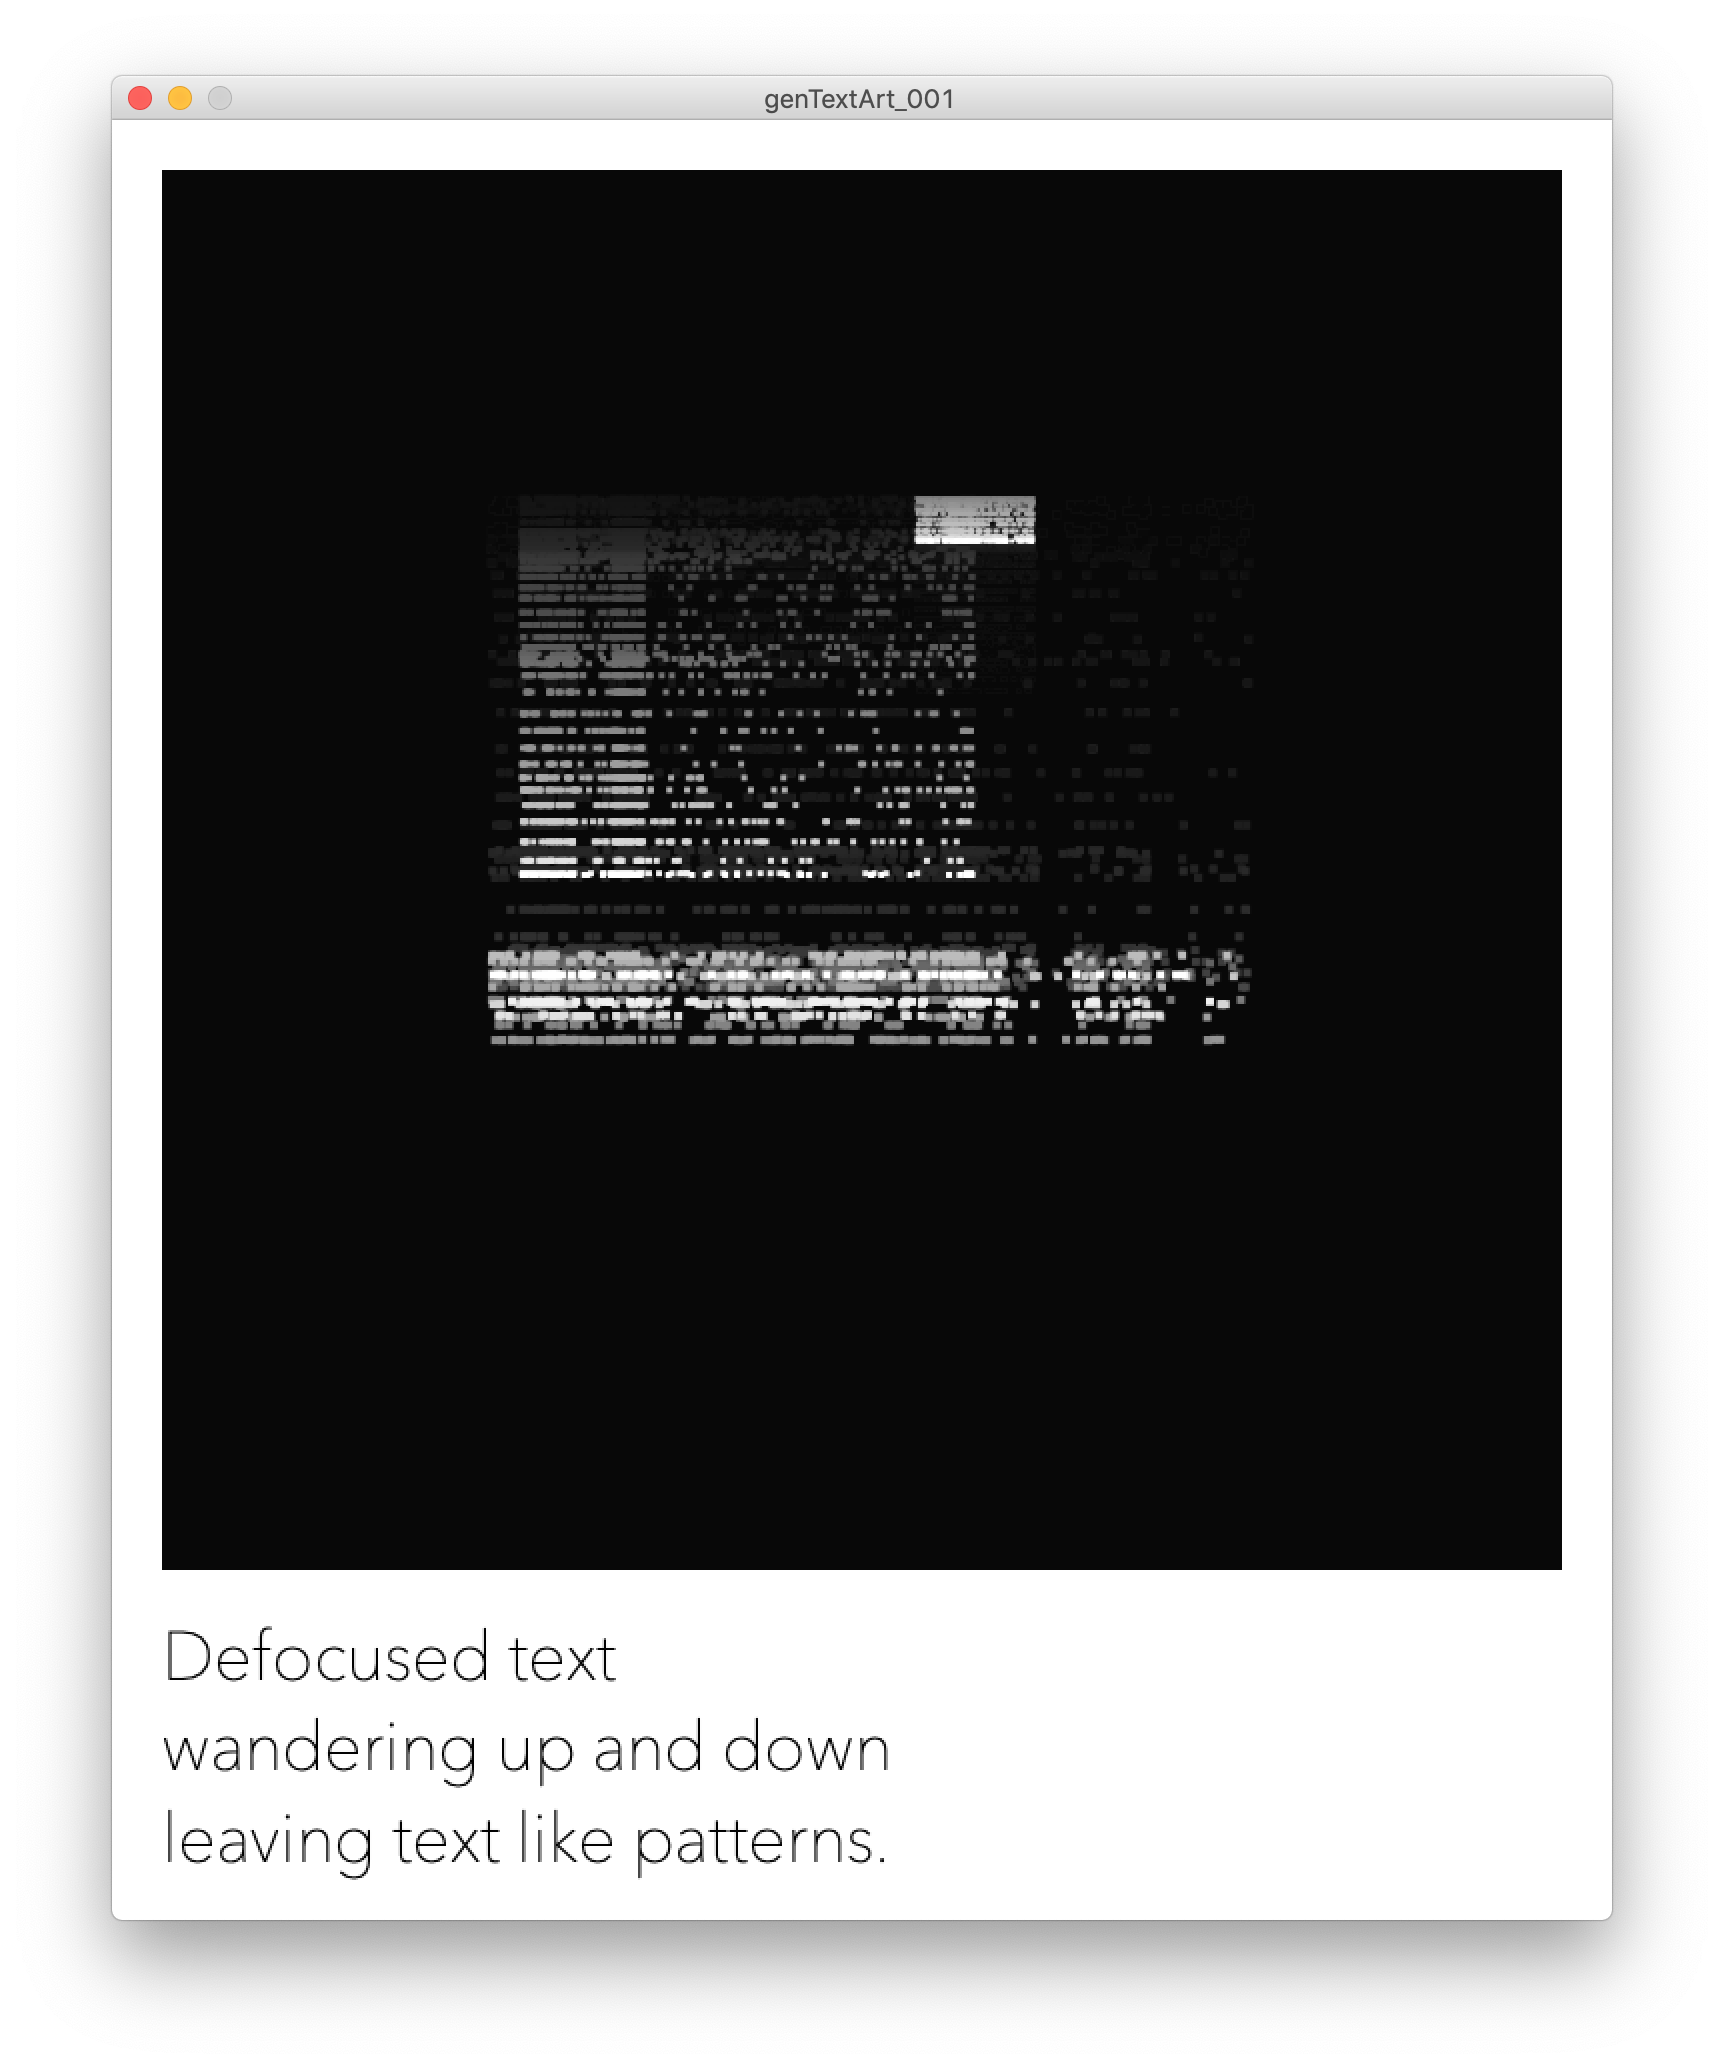 genTextArt_001
Defocused text
wandering up and down
leaving text like patterns.